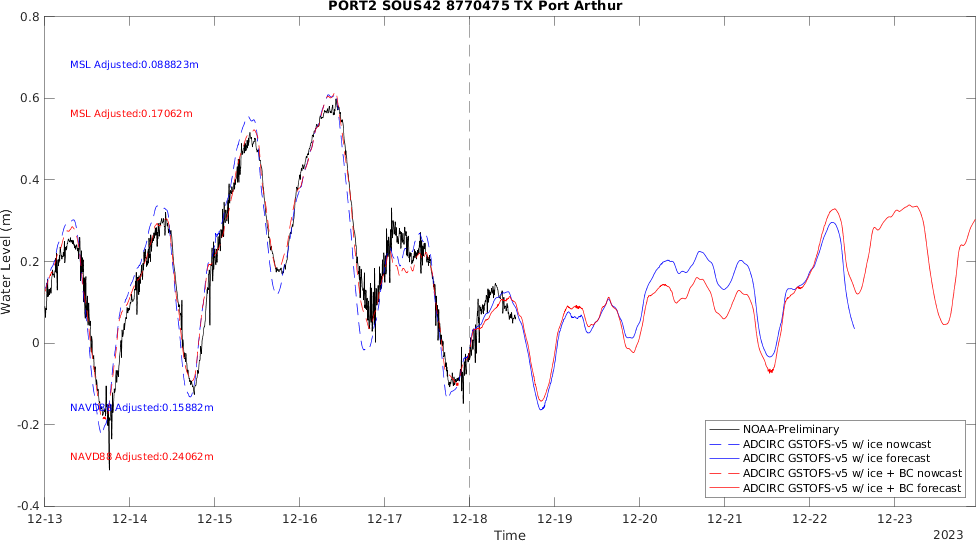 PORT2 SOUS42 8770475 TX Port Arthur
0.8
0.6
0.4
0.2
0
-0.2
-0.4
Water Level (m)
MSL Adjusted:0.088823m
MSL Adjusted:0.17062m
NAVD88 Adjusted:0.15882m
NAVD88 Adjusted:0.24062m
NOAA-Preliminary
ADCIRC GSTOFS-v5 w/ ice nowcast
ADCIRC GSTOFS-v5 w/ ice forecast
ADCIRC GSTOFS-v5 w/ ice + BC nowcast
ADCIRC GSTOFS-v5 w/ ice + BC forecast
12-13 12-14 12-15 12-16 12-17 12-18 12-19 12-20 12-21 12-22 12-23
Time
2023